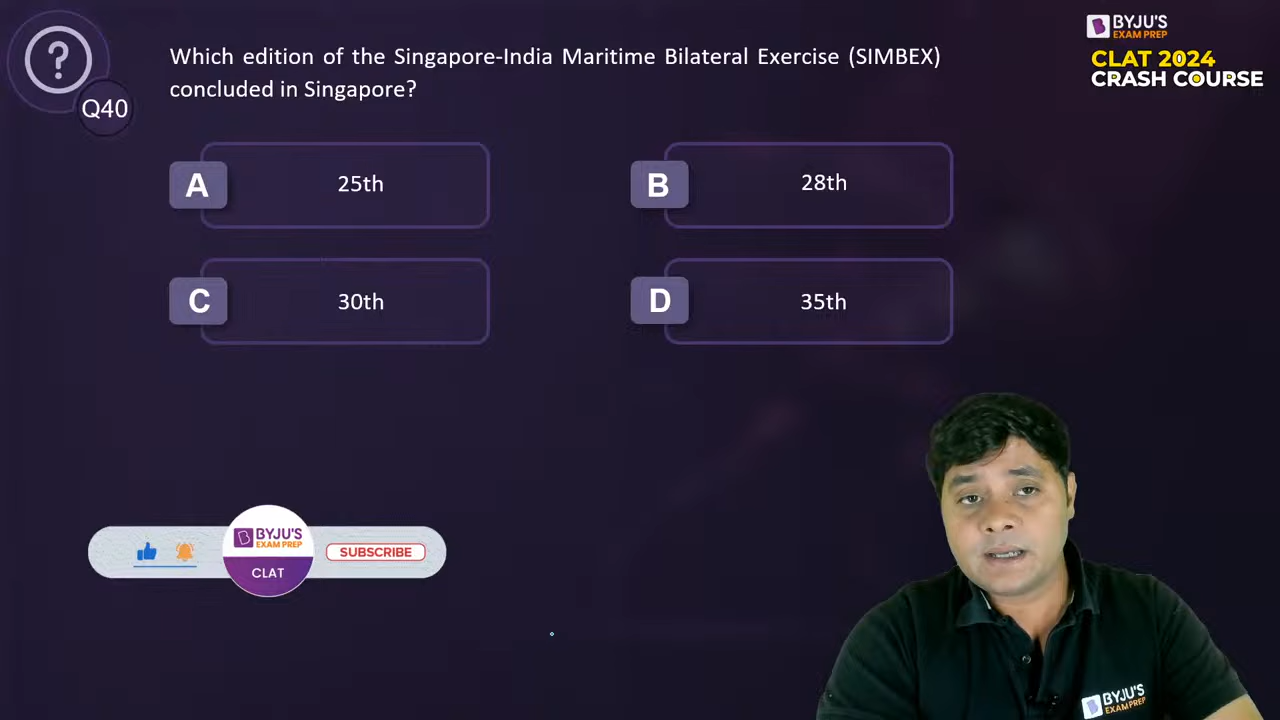 Q40
Which edition of the Singapore-India Maritime Bilateral Exercise (SIMBEX)
concluded in Singapore?
BYJU'S
EXAM PREP
CLAT 2024
CRASH COURSE
A
25th
B
28th
C
30th
D
35th
BYJU'S
EXAM PREP
CLAT
SUBSCRIBE
BYJU'S
EXAM PREP